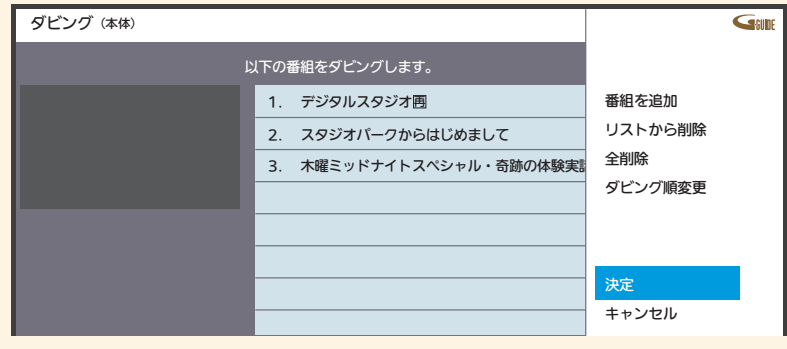 ダビング（本体）
G GUIDE
以下の番組をダビングします。
1. デジタルスタジオ🈞
2. スタジオパークからはじめまして
3. 木曜ミッドナイトスペシャル・奇跡の体験実
番組を追加
リストから削除
全削除
ダビング順変更
決定
キャンセル